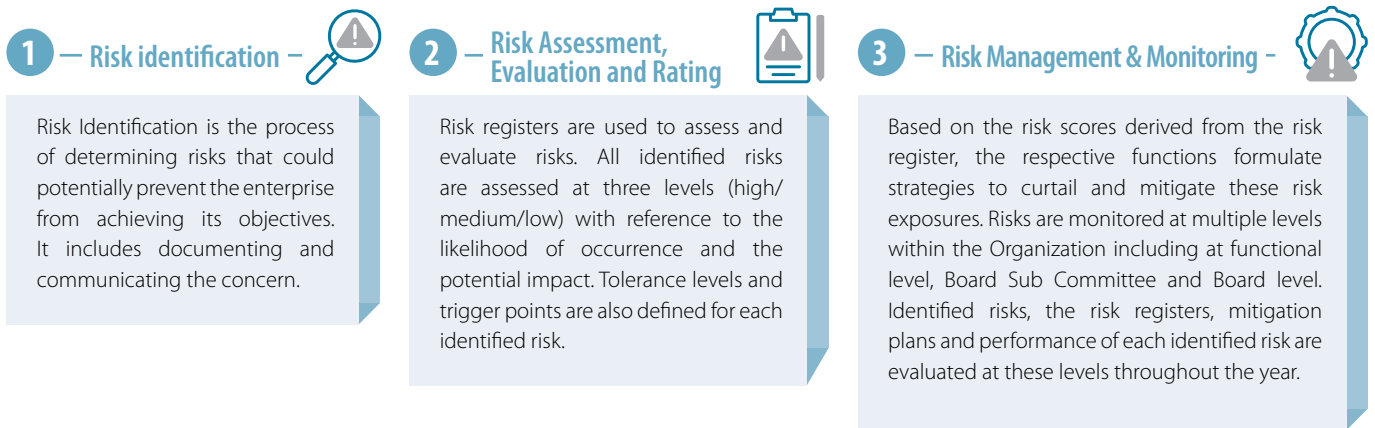 1 – Risk identification –
Risk Identification is the process
of determining risks that could
potentially prevent the enterprise
from achieving its objectives.
It includes documenting and
communicating the concern.
2 – Risk Assessment,
Evaluation and Rating
Risk registers are used to assess and
evaluate risks. All identified risks
are assessed at three levels (high/
medium/low) with reference to the
likelihood of occurrence and the
potential impact. Tolerance levels and
trigger points are also defined for each
identified risk.
3 – Risk Management & Monitoring -
Based on the risk scores derived from the risk
register, the respective functions formulate
strategies to curtail and mitigate these risk
exposures. Risks are monitored at multiple levels
within the Organization including at functional
level, Board Sub Committee and Board level.
Identified risks, the risk registers, mitigation
plans and performance of each identified risk are
evaluated at these levels throughout the year.